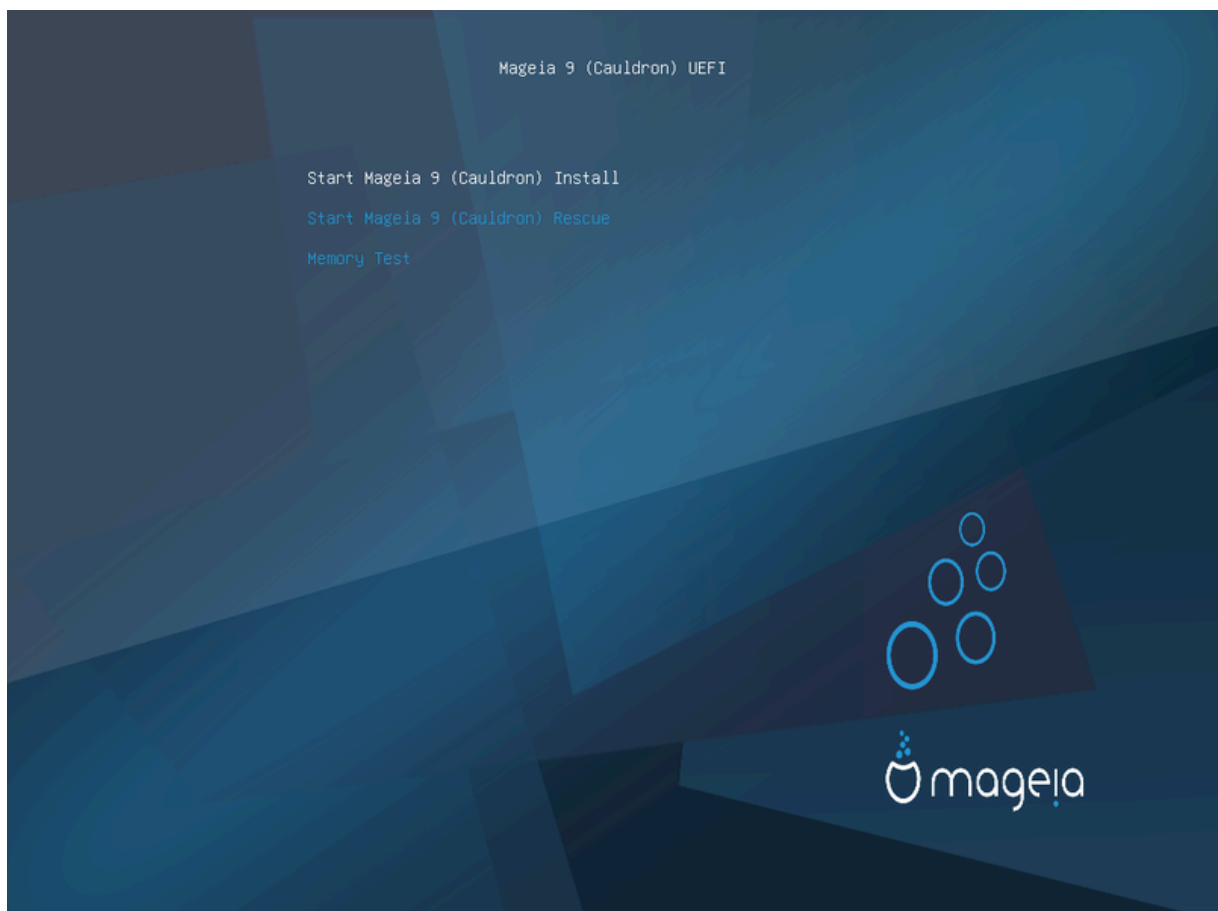 Mageia 9 (Cauldron) UEFI
Start Mageia 9 (Cauldron) Install
Start Mageia 9 (Cauldron) Rescue
Memory Test
mageia